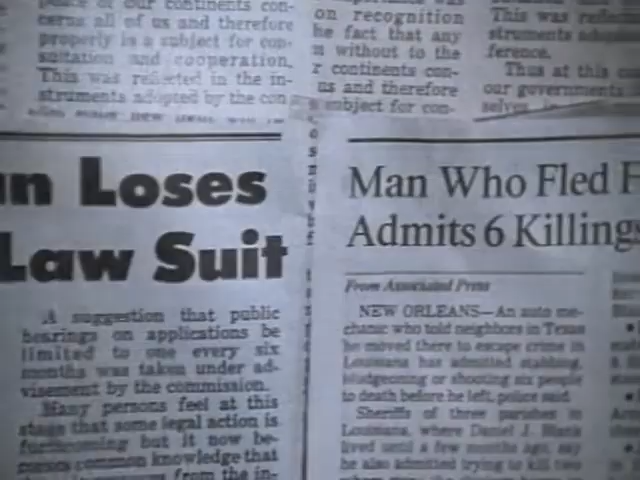 of our continents con-
cerns all of us and therefore
properly is a subject for con-
sultation and cooperation.
This was reflected in the in-
struments adopted by the con
on recognition
he fact that any
without to the
r continents con-
us and therefore
subject for con-
This was
struments
ference.
Thus at this
our governments
selves
n Loses
Law Suit
A suggestion that public
hearings on applications be
limited to one every six
months was taken under ad-
visement by the commission.
Many persons feel at this
stage that some legal action is
forthcoming but it now be-
comes common knowledge that
from the in-
Man Who Fled F
Admits 6 Killings
From Associated Press
NEW ORLEANS—An auto me-
chanic who told neighbors in Texas
he moved there to escape crime in
Louisiana has admitted stabbing,
bludgeoning or shooting six people
to death before he left, police said.
Sheriffs of three parishes in
Louisiana, where Daniel J. Blank
lived until a few months ago, say
he also admitted trying to kill two